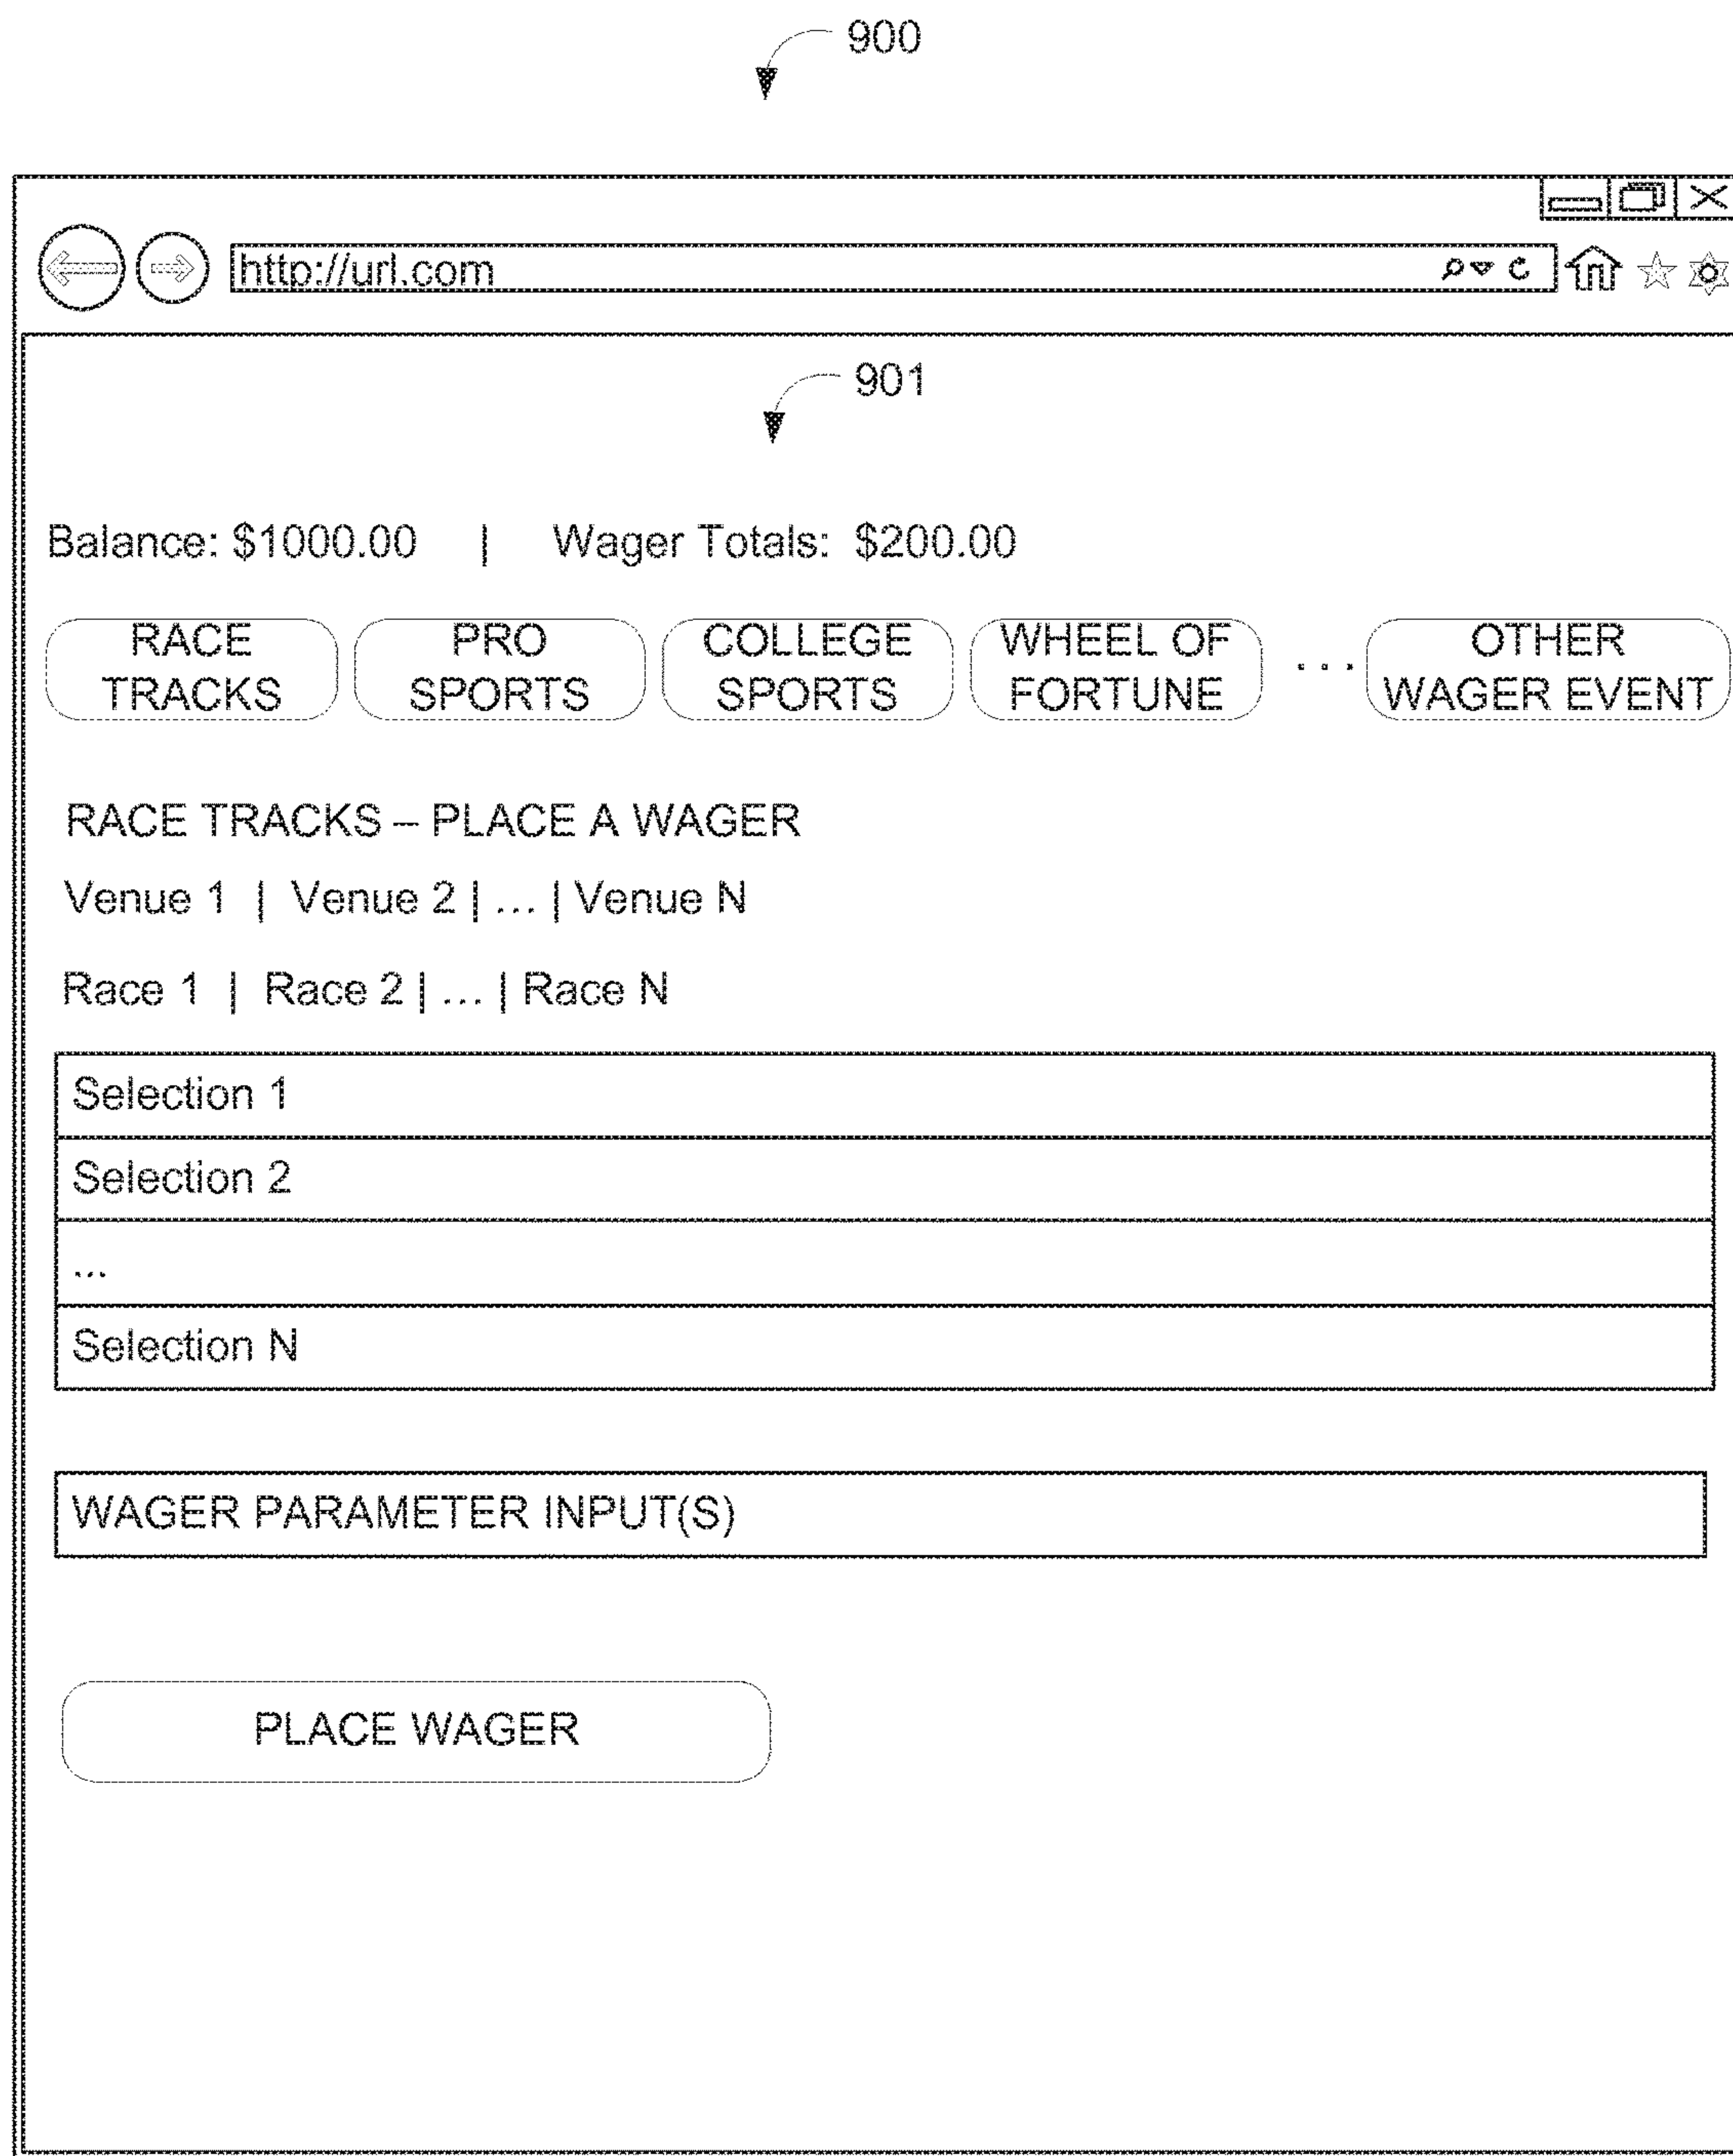 900
http://url.com
901
Balance: $1000.00 | Wager Totals: $200.00
RACE TRACKS
PRO SPORTS
COLLEGE SPORTS
WHEEL OF FORTUNE
...
OTHER WAGER EVENT
RACE TRACKS – PLACE A WAGER
Venue 1 | Venue 2 | ... | Venue N
Race 1 | Race 2 | ... | Race N
Selection 1
Selection 2
...
Selection N
WAGER PARAMETER INPUT(S)
PLACE WAGER